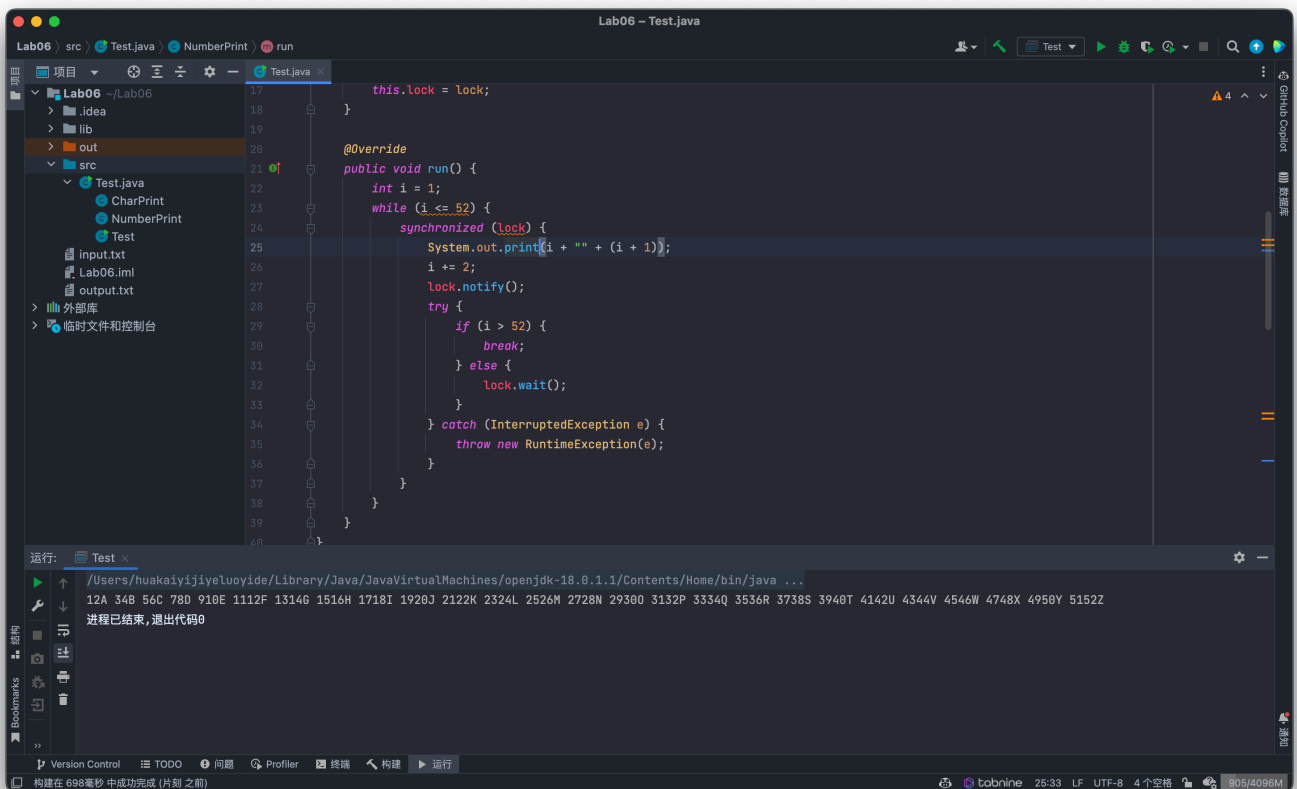 Lab06 – Test.java
Lab06 src Test.java NumberPrint run
Test
项目
Test.java
项目
Lab06 ~/Lab06
.idea
lib
out
src
Test.java
CharPrint
NumberPrint
Test
input.txt
Lab06.iml
output.txt
外部库
临时文件和控制台
4
17 this.lock = lock;
18 }
19
20 @Override
21 public void run() {
22 int i = 1;
23 while (i <= 52) {
24 synchronized (lock) {
25 System.out.print(i + "" + (i + 1));
26 i += 2;
27 lock.notify();
28 try {
29 if (i > 52) {
30 break;
31 } else {
32 lock.wait();
33 }
34 } catch (InterruptedException e) {
35 throw new RuntimeException(e);
36 }
37 }
38 }
39 }
40 }
GitHub Copilot
数据库
运行: Test
/Users/huakaiyijiyeluoyide/Library/Java/JavaVirtualMachines/openjdk-18.0.1.1/Contents/Home/bin/java ...
12A 34B 56C 78D 910E 1112F 1314G 1516H 1718I 1920J 2122K 2324L 2526M 2728N 2930O 3132P 3334Q 3536R 3738S 3940T 4142U 4344V 4546W 4748X 4950Y 5152Z
进程已结束,退出代码0
结构
Bookmarks
通知
Version Control TODO 问题 Profiler 终端 构建 运行
构建在 698毫秒 中成功完成 (片刻 之前)
tabnine 25:33 LF UTF-8 4 个空格 905/4096M